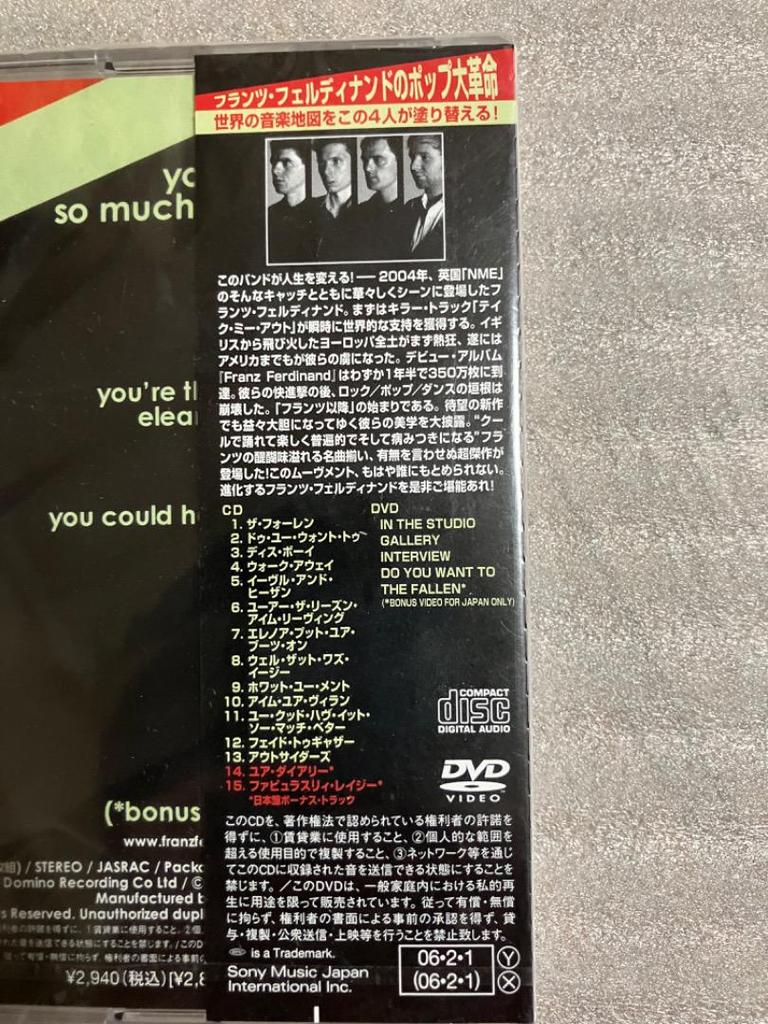 フランツ・フェルディナンドのポップ大革命
世界の音楽地図をこの4人が塗り替える!
このバンドが人生を変える!── 2004年、英国「NME」
のそんなキャッチとともに華々しくシーンに登場したフ
ランツ・フェルディナンド。まずはキラー・トラック「テイ
ク・ミー・アウト」が瞬時に世界的な支持を獲得する。イギ
リスから飛び火したヨーロッパ全土がまず熱狂、遂には
アメリカまでもが彼らの虜になった。デビュー・アルバム
『Franz Ferdinand』はわずか1年半で350万枚に到
達。彼らの快進撃の後、ロック/ポップ/ダンスの垣根は
崩壊した。「フランツ以降」の始まりである。待望の新作
でも益々大胆になってゆく彼らの美学を大披露。“クー
ルで踊れて楽しく普遍的でそして病みつきになる”フラ
ンツの醍醐味溢れる名曲揃い、有無を言わせぬ超傑作が
登場した!このムーヴメント、もはや誰にもとめられない。
進化するフランツ・フェルディナンドを是非ご堪能あれ!
CD
1. ザ・フォーレン
2. ドゥ・ユー・ウォント・トゥ
3. ディス・ボーイ
4. ウォーク・アウェイ
5. イーヴル・アンド・
ヒーザン
6. ユーアー・ザ・リーズン・
アイム・リーヴィング
7. エレノア・プット・ユア・
ブーツ・オン
8. ウェル・ザット・ワズ・
イージー
9. ホワット・ユー・メント
10. アイム・ユア・ヴィラン
11. ユー・クッド・ハヴ・イット・
ソー・マッチ・ベター
12. フェイド・トゥギャザー
13. アウトサイダーズ
14. ユア・ダイアリー*
15. ファビュラスリィ・レイジー*
*日本盤ボーナス・トラック
DVD
IN THE STUDIO
GALLERY
INTERVIEW
DO YOU WANT TO
THE FALLEN*
(*BONUS VIDEO FOR JAPAN ONLY)
COMPACT
disc
DIGITAL AUDIO
DVD
VIDEO
このCDを、著作権法で認められている権利者の許諾を
得ずに、①賃貸業に使用すること、②個人的な範囲を
超える使用目的で複製すること、③ネットワーク等を通じ
てこのCDに収録された音を送信できる状態にすることを
禁じます。/このDVDは、一般家庭内における私的再
生に用途を限って販売されています。従って有償・無償
に拘らず、権利者の書面による事前の承認を得ず、貸
与・複製・公衆送信・上映等を行うことを禁止致します。
is a Trademark.
Sony Music Japan
International Inc.
06・2・1 Y
(06・2・1) X
so much
you're t
elea
you could h
(*bonus
www.franzfe
/ STEREO / JASRAC / Pack
Domino Recording Co Ltd / ©
Manufactured b
s Reserved. Unauthorized dupl
¥2,940(税込)[¥2,8